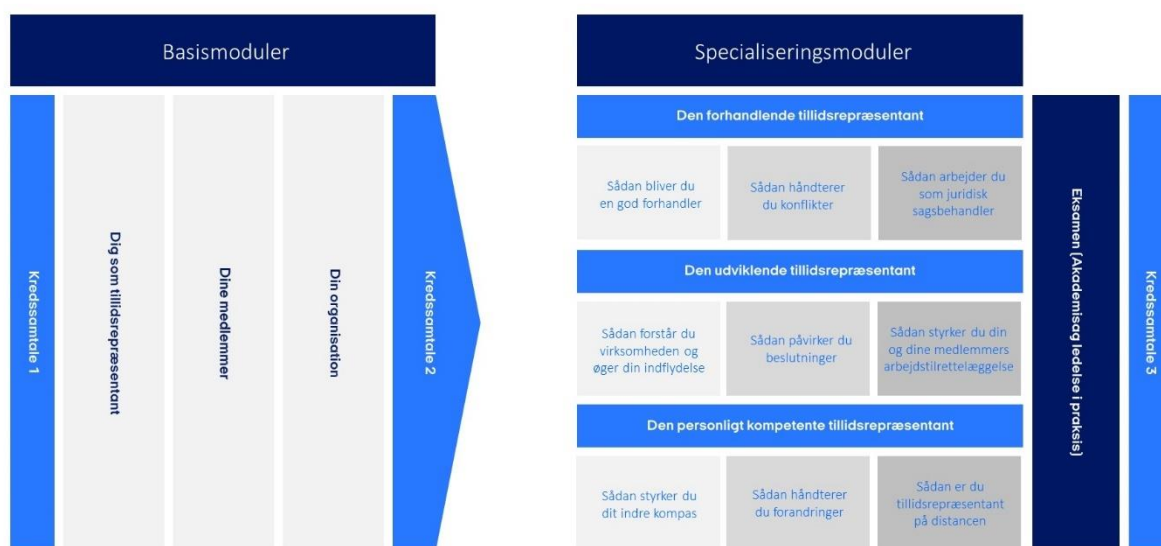 Basismoduler
Kredssamtale 1
Dig som tillidsrepræsentant
Dine medlemmer
Din organisation
Kredssamtale 2
Specialiseringsmoduler
Den forhandlende tillidsrepræsentant
Sådan bliver du
en god forhandler
Sådan håndterer
du konflikter
Sådan arbejder du
som juridisk
sagsbehandler
Den udviklende tillidsrepræsentant
Sådan forstår du
virksomheden og
øger din indflydelse
Sådan påvirker du
beslutninger
Sådan styrker du din
og dine medlemmers
arbejdstilrettelæggelse
Den personligt kompetente tillidsrepræsentant
Sådan styrker du
dit indre kompas
Sådan håndterer
du forandringer
Sådan er du
tillidsrepræsentant
på distancen
Eksamen (Akademisag ledelse i praksis)
Kredssamtale 3